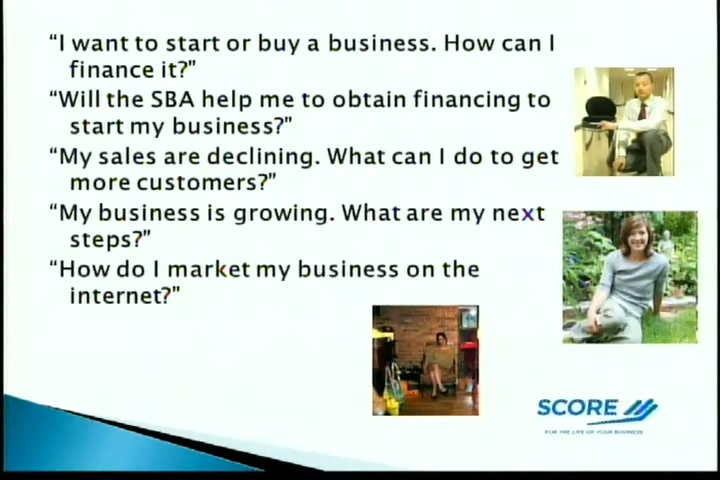 “I want to start or buy a business. How can I
finance it?”
“Will the SBA help me to obtain financing to
start my business?”
“My sales are declining. What can I do to get
more customers?”
“My business is growing. What are my next
steps?”
“How do I market my business on the
internet?”
SCORE
FOR THE LIFE OF YOUR BUSINESS